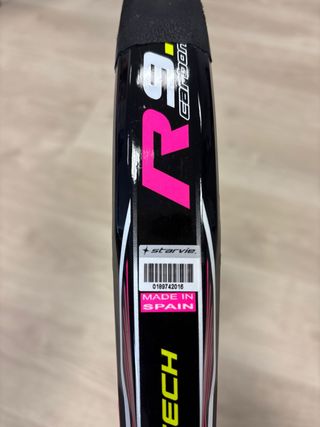 R9.
carbon
starvie
0189742016
MADE IN
SPAIN
TECH